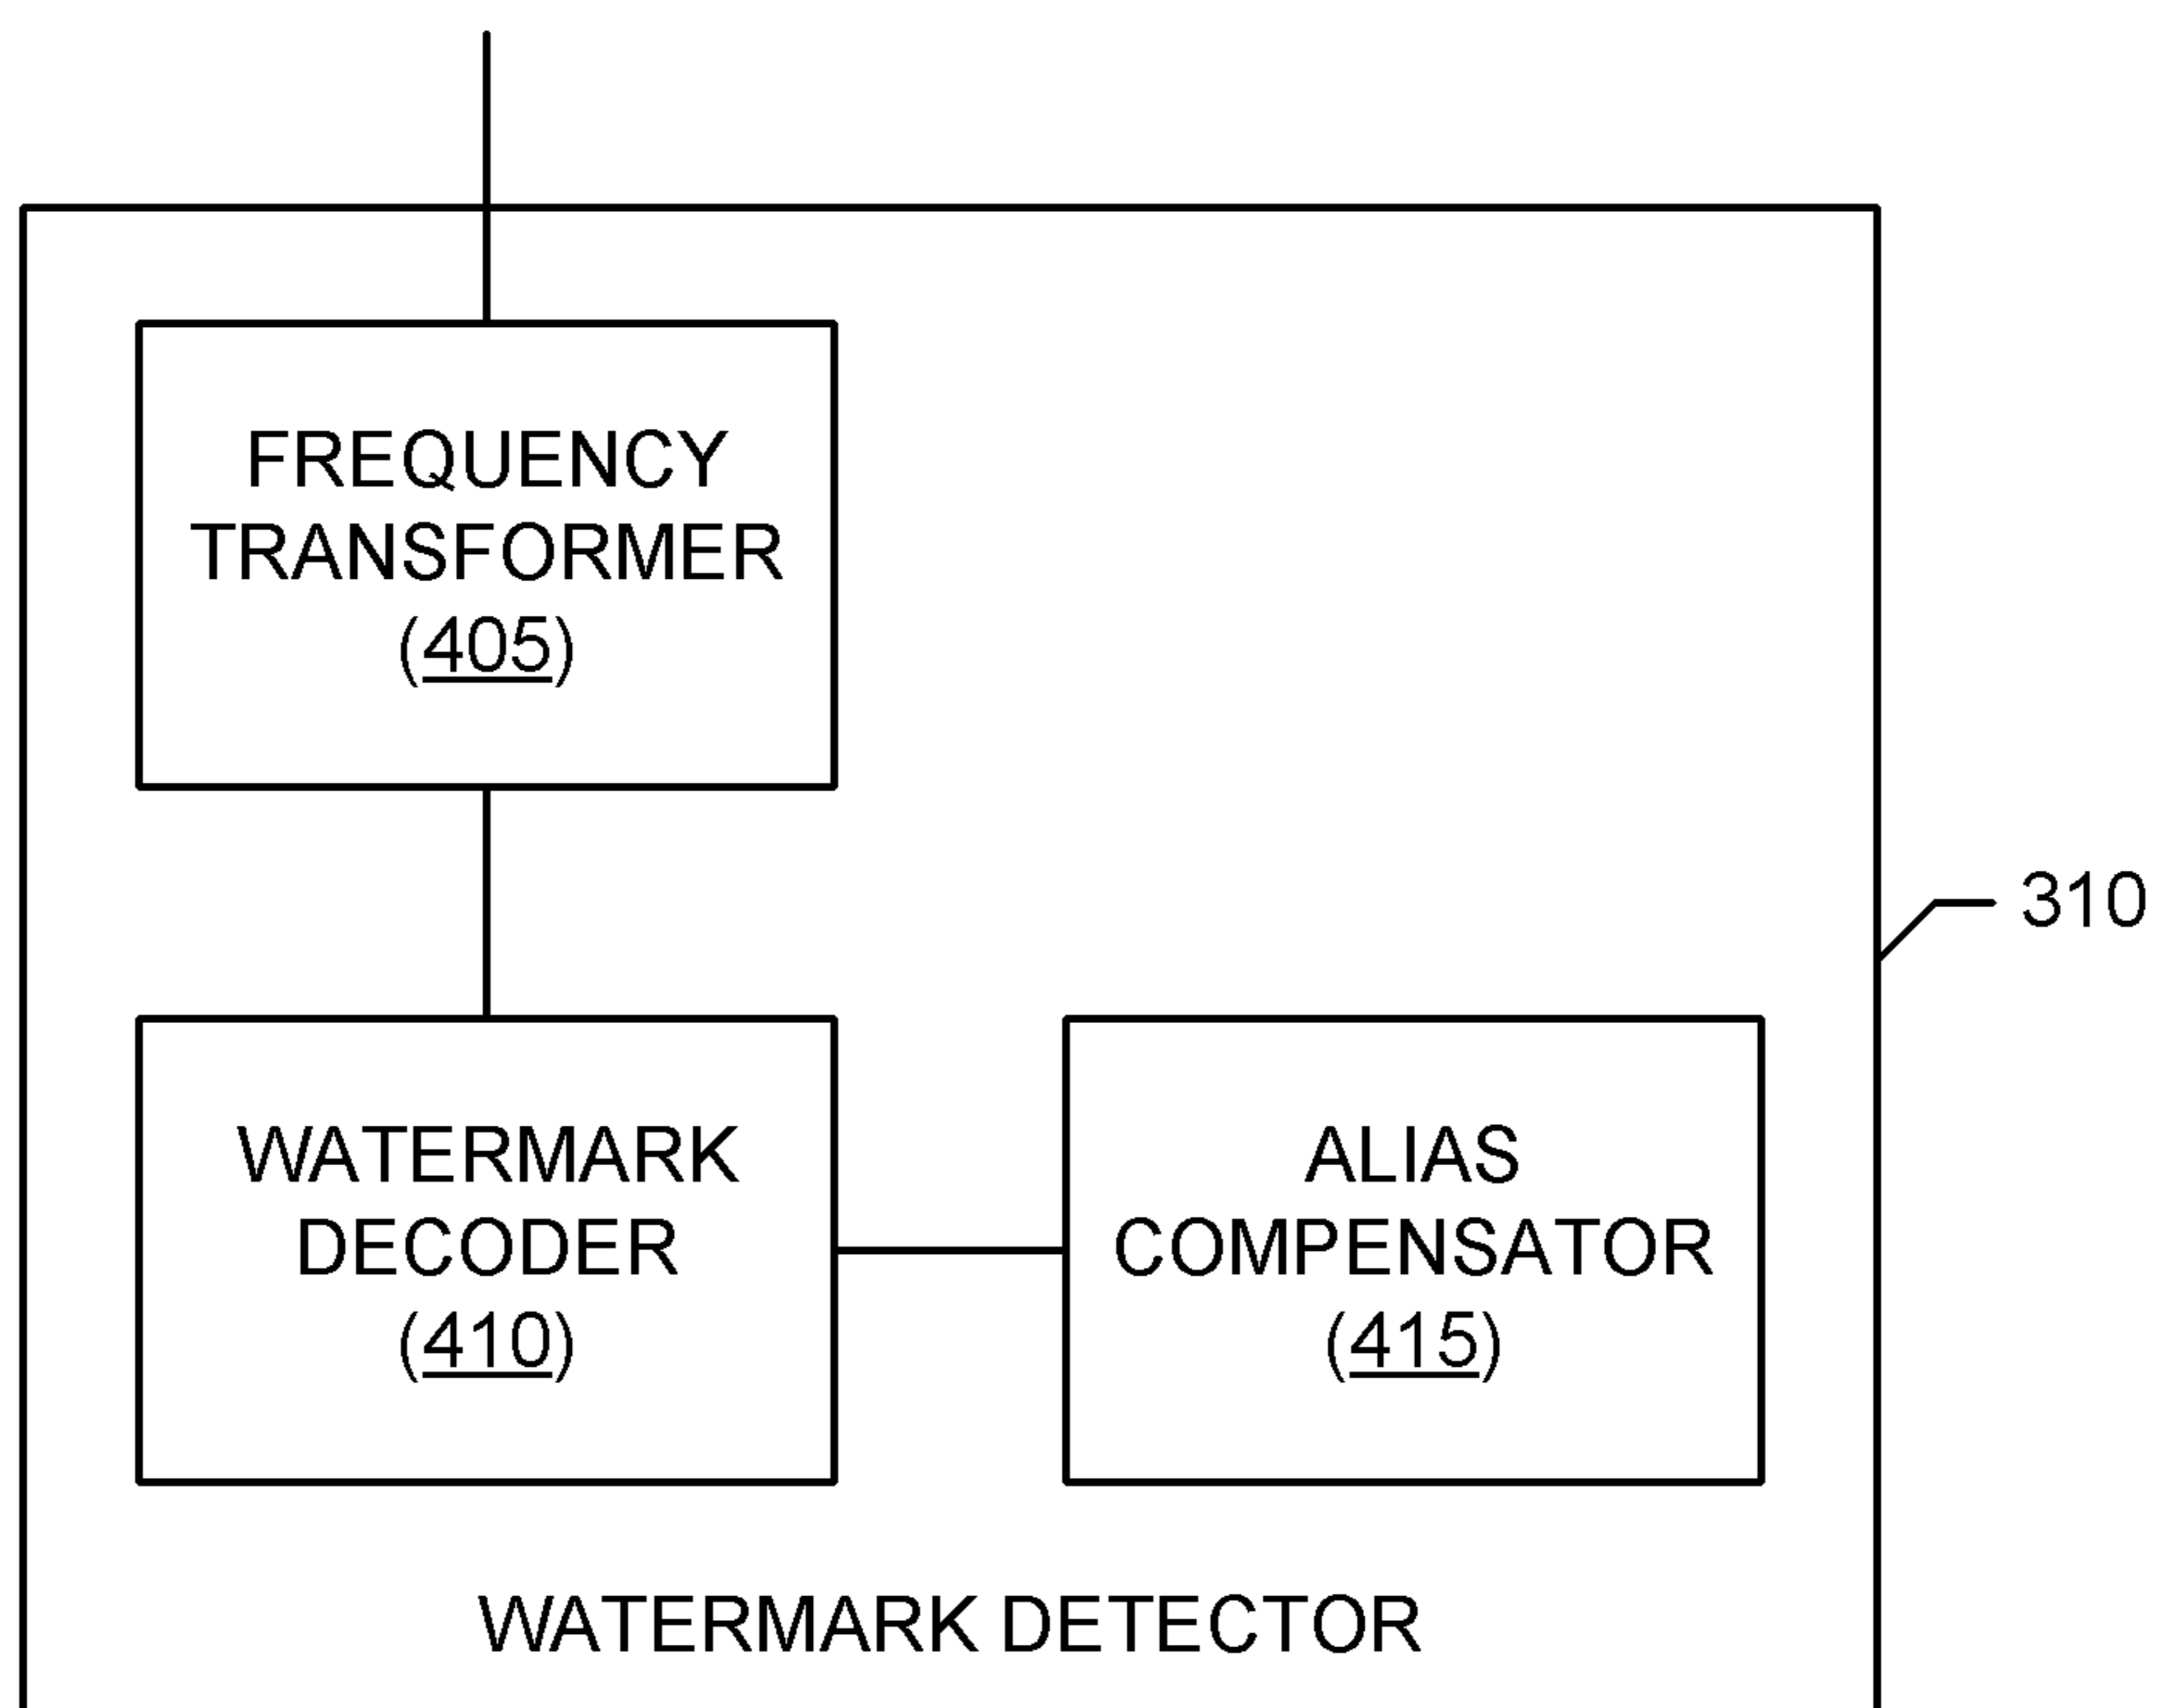 FREQUENCY
TRANSFORMER
(405)
310
WATERMARK
DECODER
(410)
ALIAS
COMPENSATOR
(415)
WATERMARK DETECTOR